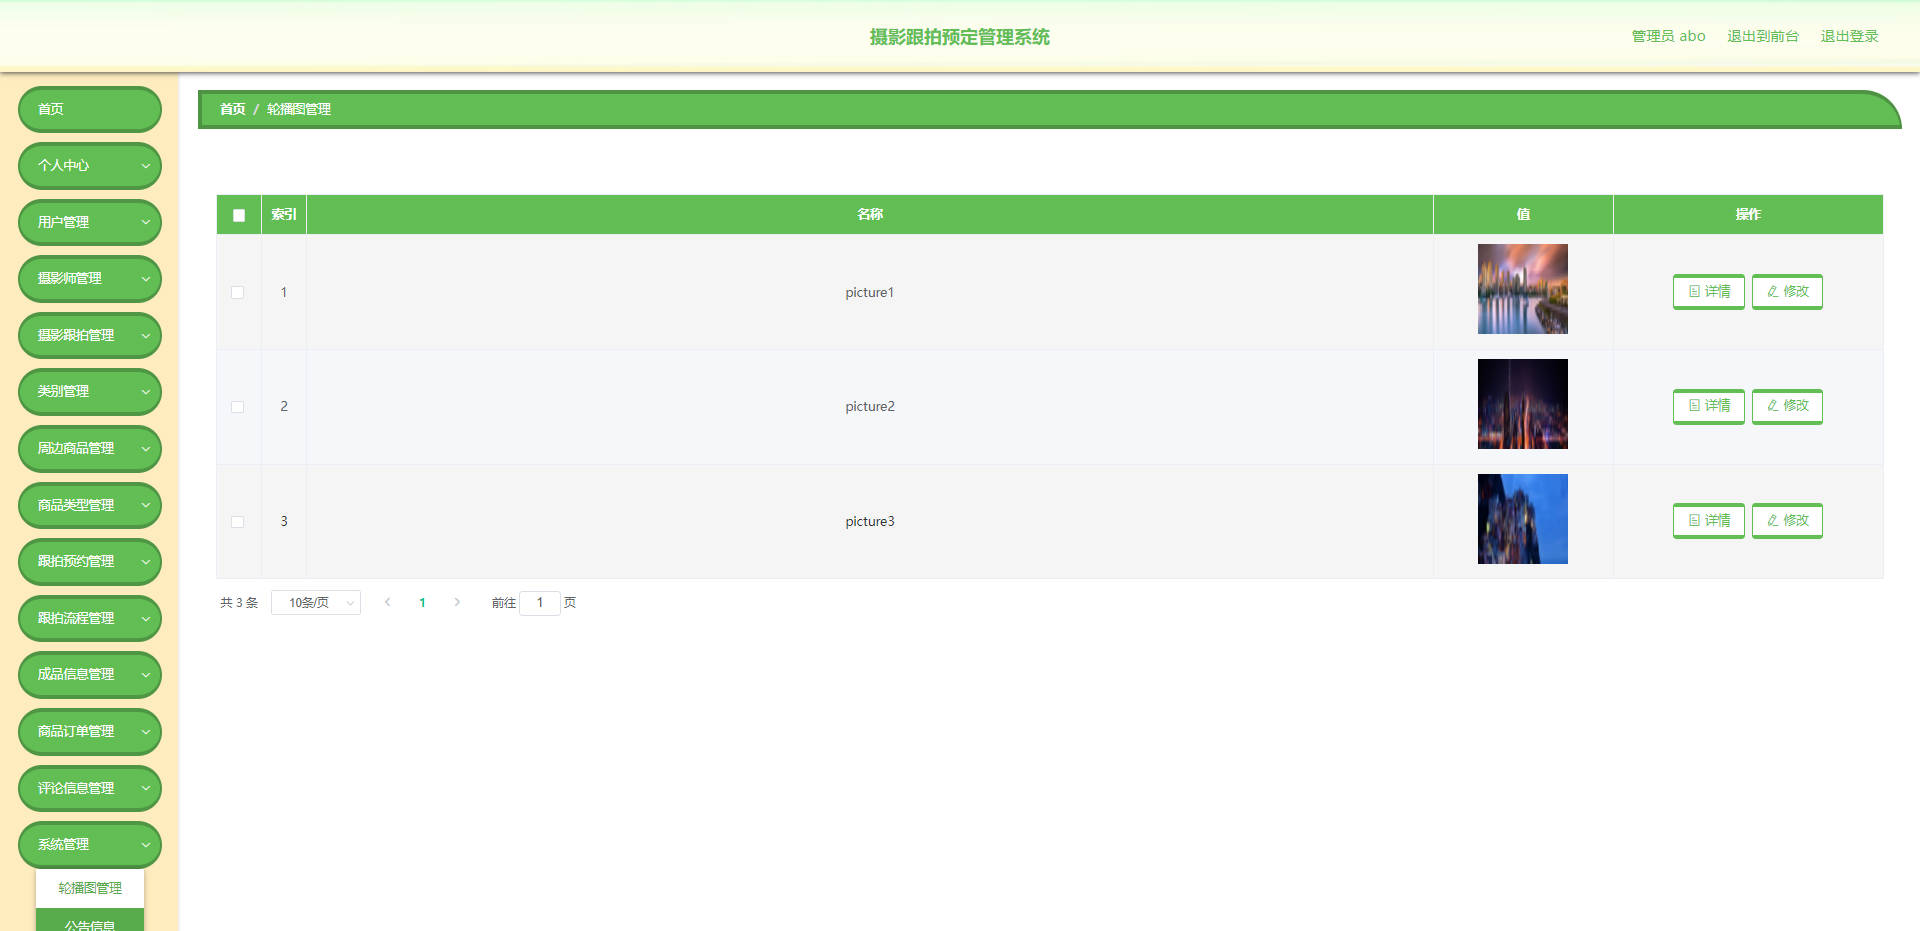 摄影跟拍预定管理系统
管理员 abo 退出到前台 退出登录
首页
个人中心
用户管理
摄影师管理
摄影跟拍管理
类别管理
周边商品管理
商品类型管理
跟拍预约管理
跟拍流程管理
成品信息管理
商品订单管理
评论信息管理
系统管理
轮播图管理
公告信息
首页 / 轮播图管理
索引 名称 值 操作
1 picture1 详情 修改
2 picture2 详情 修改
3 picture3 详情 修改
共 3 条 10条/页 1 前往 1 页